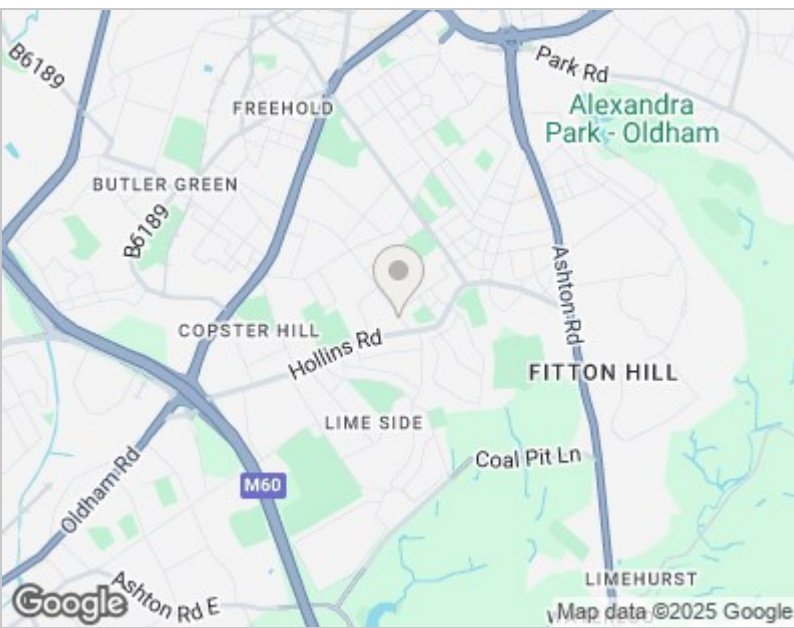 B6189
Park Rd
FREEHOLD
Alexandra
Park - Oldham
BUTLER GREEN
B6189
Ashton Rd
COPSTER HILL
Hollins Rd
FITTON HILL
LIME SIDE
Coal Pit Ln
M60
Oldham Rd
LIMEHURST
Ashton Rd E
Google
Map data ©2025 Google